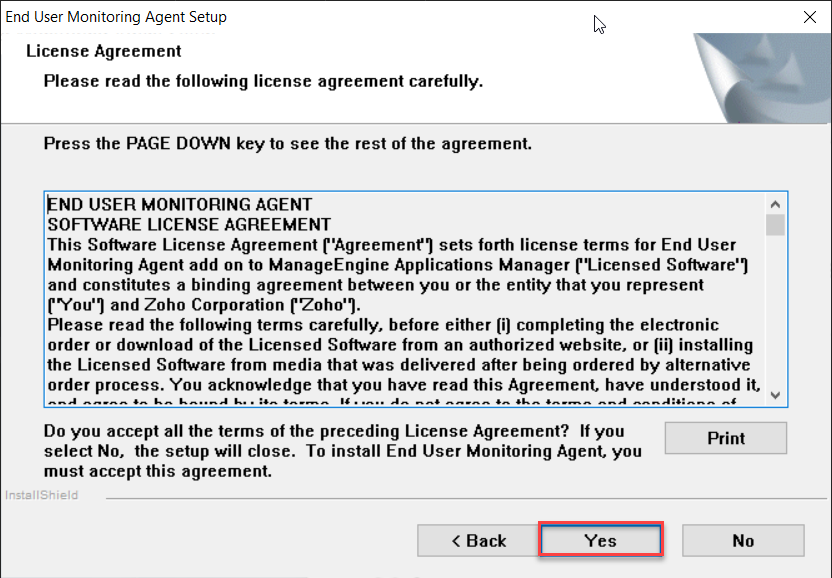 End User Monitoring Agent Setup
License Agreement
Please read the following license agreement carefully.
Press the PAGE DOWN key to see the rest of the agreement.
END USER MONITORING AGENT
SOFTWARE LICENSE AGREEMENT
This Software License Agreement ("Agreement") sets forth license terms for End User
Monitoring Agent add on to ManageEngine Applications Manager ("Licensed Software")
and constitutes a binding agreement between you or the entity that you represent
("You") and Zoho Corporation ("Zoho").
Please read the following terms carefully, before either (i) completing the electronic
order or download of the Licensed Software from an authorized website, or (ii) installing
the Licensed Software from media that was delivered after being ordered by alternative
order process. You acknowledge that you have read this Agreement, have understood it,
and agree to be bound by its terms. If you do not agree to the terms and conditions of
Do you accept all the terms of the preceding License Agreement? If you
select No, the setup will close. To install End User Monitoring Agent, you
must accept this agreement.
Print
InstallShield
< Back
Yes
No